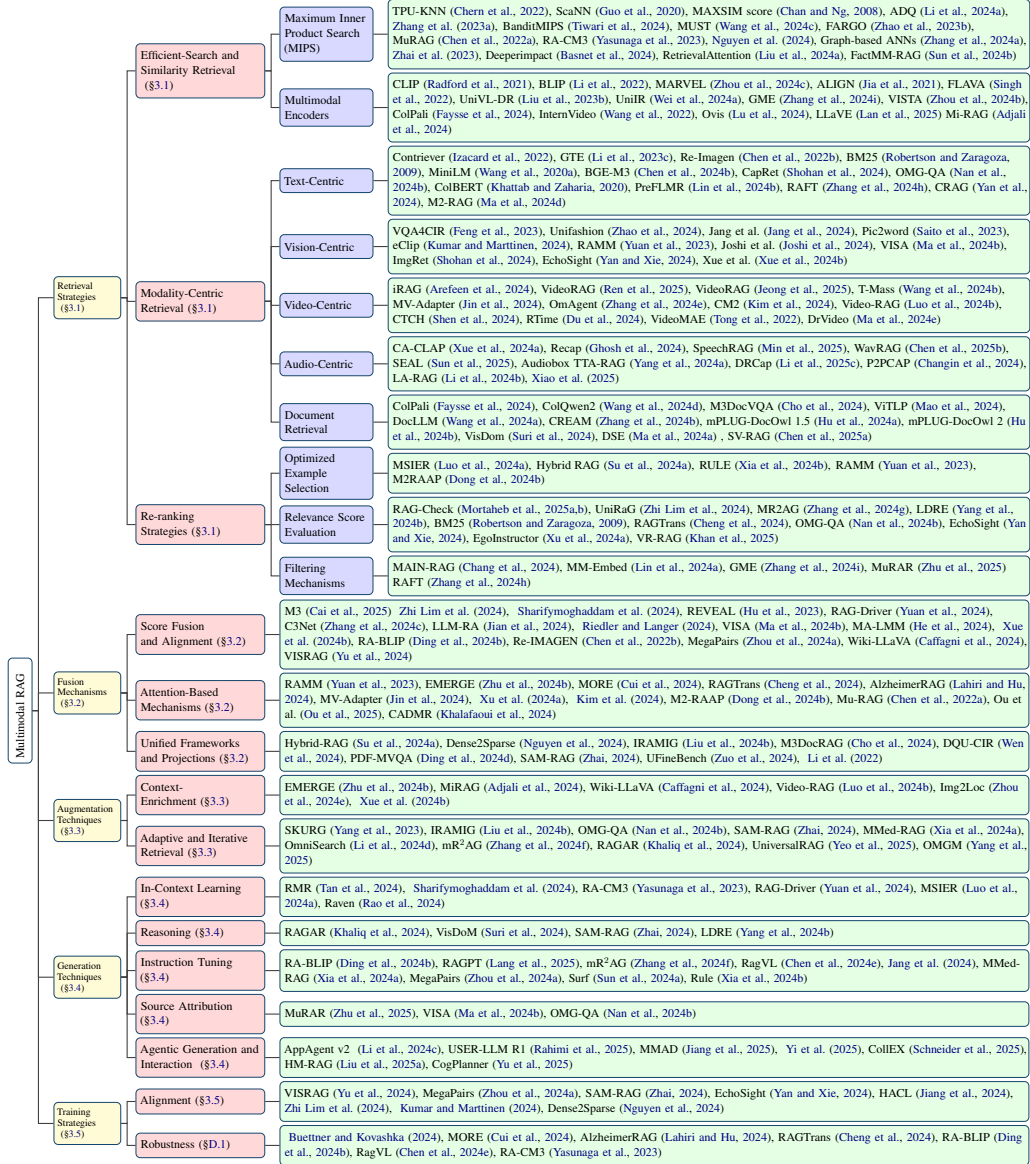 Multimodal RAG
Retrieval
Strategies
(§3.1)
Efficient-Search and
Similarity Retrieval
(§3.1)
Maximum Inner
Product Search
(MIPS)
TPU-KNN (Chern et al., 2022), ScaNN (Guo et al., 2020), MAXSIM score (Chan and Ng, 2008), ADQ (Li et al., 2024a),
Zhang et al. (2023a), BanditMIPS (Tiwari et al., 2024), MUST (Wang et al., 2024c), FARGO (Zhao et al., 2023b),
MuRAG (Chen et al., 2022a), RA-CM3 (Yasunaga et al., 2023), Nguyen et al. (2024), Graph-based ANNs (Zhang et al., 2024a),
Zhai et al. (2023), Deeperimpact (Basnet et al., 2024), RetrievalAttention (Liu et al., 2024a), FactMM-RAG (Sun et al., 2024b)
Multimodal
Encoders
CLIP (Radford et al., 2021), BLIP (Li et al., 2022), MARVEL (Zhou et al., 2024c), ALIGN (Jia et al., 2021), FLAVA (Singh
et al., 2022), UniVL-DR (Liu et al., 2023b), UniIR (Wei et al., 2024a), GME (Zhang et al., 2024i), VISTA (Zhou et al., 2024b),
ColPali (Faysse et al., 2024), InternVideo (Wang et al., 2022), Ovis (Lu et al., 2024), LLaVE (Lan et al., 2025) Mi-RAG (Adjali
et al., 2024)
Modality-Centric
Retrieval (§3.1)
Text-Centric
Contriever (Izacard et al., 2022), GTE (Li et al., 2023c), Re-Imagen (Chen et al., 2022b), BM25 (Robertson and Zaragoza,
2009), MiniLM (Wang et al., 2020a), BGE-M3 (Chen et al., 2024b), CapRet (Shohan et al., 2024), OMG-QA (Nan et al.,
2024b), ColBERT (Khattab and Zaharia, 2020), PreFLMR (Lin et al., 2024b), RAFT (Zhang et al., 2024h), CRAG (Yan et al.,
2024), M2-RAG (Ma et al., 2024d)
Vision-Centric
VQA4CIR (Feng et al., 2023), Unifashion (Zhao et al., 2024), Jang et al. (Jang et al., 2024), Pic2word (Saito et al., 2023),
eClip (Kumar and Marttinen, 2024), RAMM (Yuan et al., 2023), Joshi et al. (Joshi et al., 2024), VISA (Ma et al., 2024b),
ImgRet (Shohan et al., 2024), EchoSight (Yan and Xie, 2024), Xue et al. (Xue et al., 2024b)
Video-Centric
iRAG (Arefeen et al., 2024), VideoRAG (Ren et al., 2025), VideoRAG (Jeong et al., 2025), T-Mass (Wang et al., 2024b),
MV-Adapter (Jin et al., 2024), OmAgent (Zhang et al., 2024e), CM2 (Kim et al., 2024), Video-RAG (Luo et al., 2024b),
CTCH (Shen et al., 2024), RTime (Du et al., 2024), VideoMAE (Tong et al., 2022), DrVideo (Ma et al., 2024e)
Audio-Centric
CA-CLAP (Xue et al., 2024a), Recap (Ghosh et al., 2024), SpeechRAG (Min et al., 2025), WavRAG (Chen et al., 2025b),
SEAL (Sun et al., 2025), Audiobox TTA-RAG (Yang et al., 2024a), DRCap (Li et al., 2025c), P2PCAP (Changin et al., 2024),
LA-RAG (Li et al., 2024b), Xiao et al. (2025)
Document
Retrieval
ColPali (Faysse et al., 2024), ColQwen2 (Wang et al., 2024d), M3DocVQA (Cho et al., 2024), ViTLP (Mao et al., 2024),
DocLLM (Wang et al., 2024a), CREAM (Zhang et al., 2024b), mPLUG-DocOwl 1.5 (Hu et al., 2024a), mPLUG-DocOwl 2 (Hu
et al., 2024b), VisDom (Suri et al., 2024), DSE (Ma et al., 2024a) , SV-RAG (Chen et al., 2025a)
Re-ranking
Strategies (§3.1)
Optimized
Example
Selection
MSIER (Luo et al., 2024a), Hybrid RAG (Su et al., 2024a), RULE (Xia et al., 2024b), RAMM (Yuan et al., 2023),
M2RAAP (Dong et al., 2024b)
Relevance Score
Evaluation
RAG-Check (Mortaheb et al., 2025a,b), UniRaG (Zhi Lim et al., 2024), MR2AG (Zhang et al., 2024g), LDRE (Yang et al.,
2024b), BM25 (Robertson and Zaragoza, 2009), RAGTrans (Cheng et al., 2024), OMG-QA (Nan et al., 2024b), EchoSight (Yan
and Xie, 2024), EgoInstructor (Xu et al., 2024a), VR-RAG (Khan et al., 2025)
Filtering
Mechanisms
MAIN-RAG (Chang et al., 2024), MM-Embed (Lin et al., 2024a), GME (Zhang et al., 2024i), MuRAR (Zhu et al., 2025)
RAFT (Zhang et al., 2024h)
Fusion
Mechanisms
(§3.2)
Score Fusion
and Alignment (§3.2)
M3 (Cai et al., 2025) Zhi Lim et al. (2024), Sharifymoghaddam et al. (2024), REVEAL (Hu et al., 2023), RAG-Driver (Yuan et al., 2024),
C3Net (Zhang et al., 2024c), LLM-RA (Jian et al., 2024), Riedler and Langer (2024), VISA (Ma et al., 2024b), MA-LMM (He et al., 2024), Xue
et al. (2024b), RA-BLIP (Ding et al., 2024b), Re-IMAGEN (Chen et al., 2022b), MegaPairs (Zhou et al., 2024a), Wiki-LLaVA (Caffagni et al., 2024),
VISRAG (Yu et al., 2024)
Attention-Based
Mechanisms (§3.2)
RAMM (Yuan et al., 2023), EMERGE (Zhu et al., 2024b), MORE (Cui et al., 2024), RAGTrans (Cheng et al., 2024), AlzheimerRAG (Lahiri and Hu,
2024), MV-Adapter (Jin et al., 2024), Xu et al. (2024a), Kim et al. (2024), M2-RAAP (Dong et al., 2024b), Mu-RAG (Chen et al., 2022a), Ou et
al. (Ou et al., 2025), CADMR (Khalafaoui et al., 2024)
Unified Frameworks
and Projections (§3.2)
Hybrid-RAG (Su et al., 2024a), Dense2Sparse (Nguyen et al., 2024), IRAMIG (Liu et al., 2024b), M3DocRAG (Cho et al., 2024), DQU-CIR (Wen
et al., 2024), PDF-MVQA (Ding et al., 2024d), SAM-RAG (Zhai, 2024), UFineBench (Zuo et al., 2024), Li et al. (2022)
Augmentation
Techniques
(§3.3)
Context-
Enrichment (§3.3)
EMERGE (Zhu et al., 2024b), MiRAG (Adjali et al., 2024), Wiki-LLaVA (Caffagni et al., 2024), Video-RAG (Luo et al., 2024b), Img2Loc (Zhou
et al., 2024e), Xue et al. (2024b)
Adaptive and Iterative
Retrieval (§3.3)
SKURG (Yang et al., 2023), IRAMIG (Liu et al., 2024b), OMG-QA (Nan et al., 2024b), SAM-RAG (Zhai, 2024), MMed-RAG (Xia et al., 2024a),
OmniSearch (Li et al., 2024d), mR²AG (Zhang et al., 2024f), RAGAR (Khaliq et al., 2024), UniversalRAG (Yeo et al., 2025), OMGM (Yang et al.,
2025)
Generation
Techniques
(§3.4)
In-Context Learning
(§3.4)
RMR (Tan et al., 2024), Sharifymoghaddam et al. (2024), RA-CM3 (Yasunaga et al., 2023), RAG-Driver (Yuan et al., 2024), MSIER (Luo et al.,
2024a), Raven (Rao et al., 2024)
Reasoning (§3.4)
RAGAR (Khaliq et al., 2024), VisDoM (Suri et al., 2024), SAM-RAG (Zhai, 2024), LDRE (Yang et al., 2024b)
Instruction Tuning
(§3.4)
RA-BLIP (Ding et al., 2024b), RAGPT (Lang et al., 2025), mR²AG (Zhang et al., 2024f), RagVL (Chen et al., 2024e), Jang et al. (2024), MMed-
RAG (Xia et al., 2024a), MegaPairs (Zhou et al., 2024a), Surf (Sun et al., 2024a), Rule (Xia et al., 2024b)
Source Attribution
(§3.4)
MuRAR (Zhu et al., 2025), VISA (Ma et al., 2024b), OMG-QA (Nan et al., 2024b)
Agentic Generation and
Interaction (§3.4)
AppAgent v2 (Li et al., 2024c), USER-LLM R1 (Rahimi et al., 2025), MMAD (Jiang et al., 2025), Yi et al. (2025), CollEX (Schneider et al., 2025),
HM-RAG (Liu et al., 2025a), CogPlanner (Yu et al., 2025)
Training
Strategies
(§3.5)
Alignment (§3.5)
VISRAG (Yu et al., 2024), MegaPairs (Zhou et al., 2024a), SAM-RAG (Zhai, 2024), EchoSight (Yan and Xie, 2024), HACL (Jiang et al., 2024),
Zhi Lim et al. (2024), Kumar and Marttinen (2024), Dense2Sparse (Nguyen et al., 2024)
Robustness (§D.1)
Buettner and Kovashka (2024), MORE (Cui et al., 2024), AlzheimerRAG (Lahiri and Hu, 2024), RAGTrans (Cheng et al., 2024), RA-BLIP (Ding
et al., 2024b), RagVL (Chen et al., 2024e), RA-CM3 (Yasunaga et al., 2023)